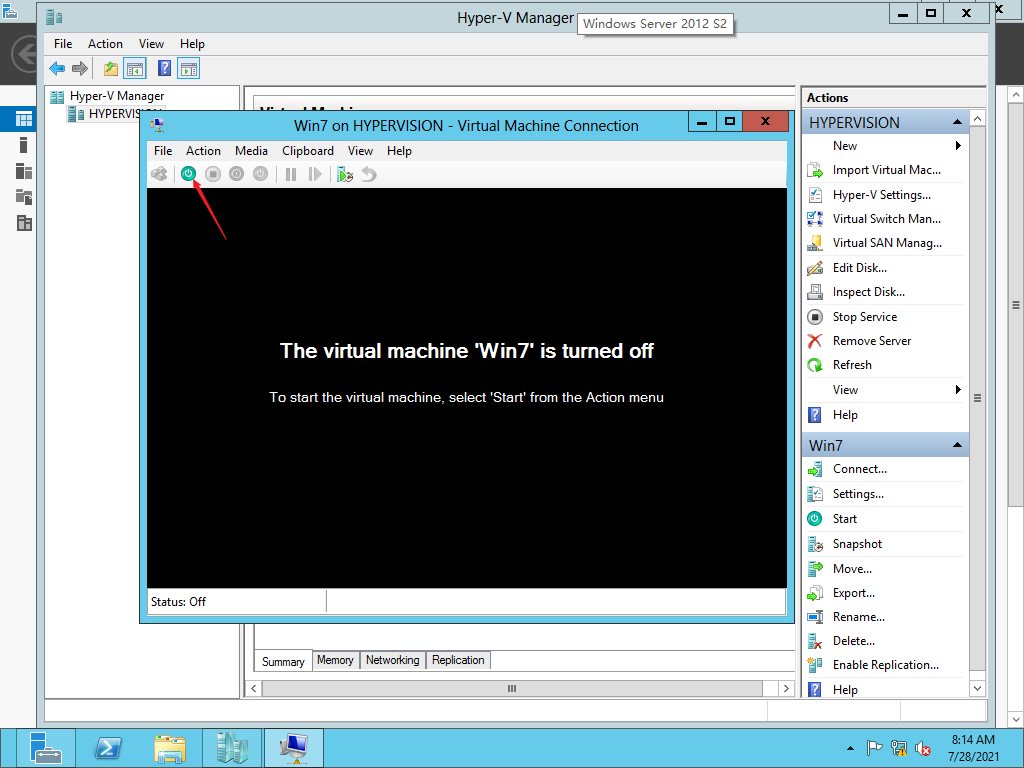 Hyper-V Manager
Windows Server 2012 S2
File Action View Help
Hyper-V Manager
Actions
HYPERVISION
New
Import Virtual Mac...
Hyper-V Settings...
Virtual Switch Man...
Virtual SAN Manag...
Edit Disk...
Inspect Disk...
Stop Service
Remove Server
Refresh
View
Help
Win7
Connect...
Settings...
Start
Snapshot
Move...
Export...
Rename...
Delete...
Enable Replication...
Help
Win7 on HYPERVISION - Virtual Machine Connection
File Action Media Clipboard View Help
The virtual machine 'Win7' is turned off
To start the virtual machine, select 'Start' from the Action menu
Status: Off
Summary Memory Networking Replication
8:14 AM
7/28/2021